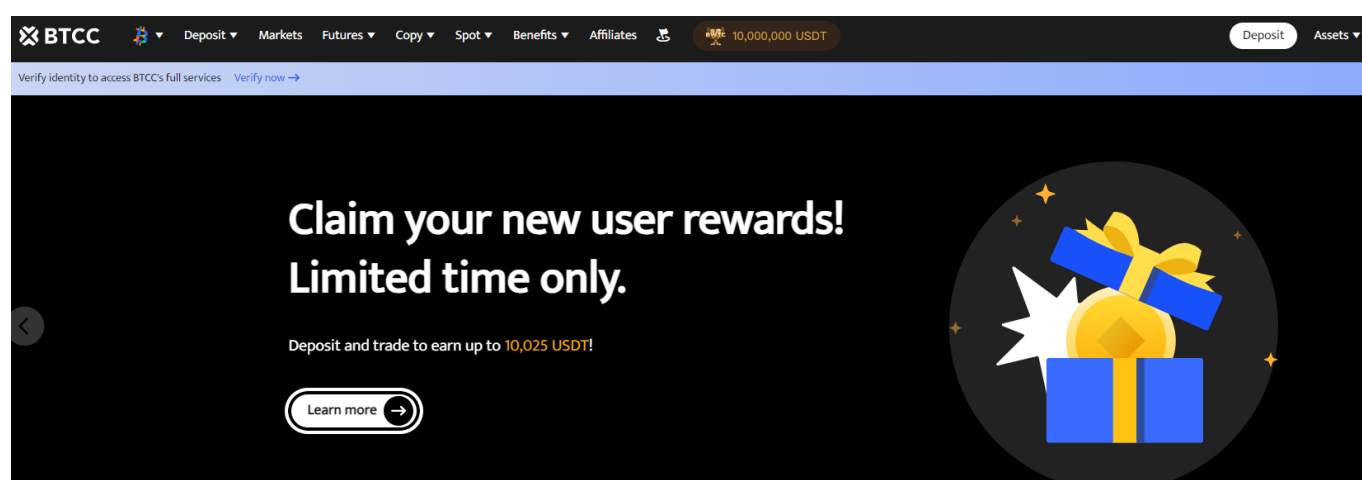 BTCC Deposit ▼ Markets Futures ▼ Copy ▼ Spot ▼ Benefits ▼ Affiliates 10,000,000 USDT Deposit Assets ▼
Verify identity to access BTCC's full services Verify now →
Claim your new user rewards!
Limited time only.
Deposit and trade to earn up to 10,025 USDT!
Learn more →